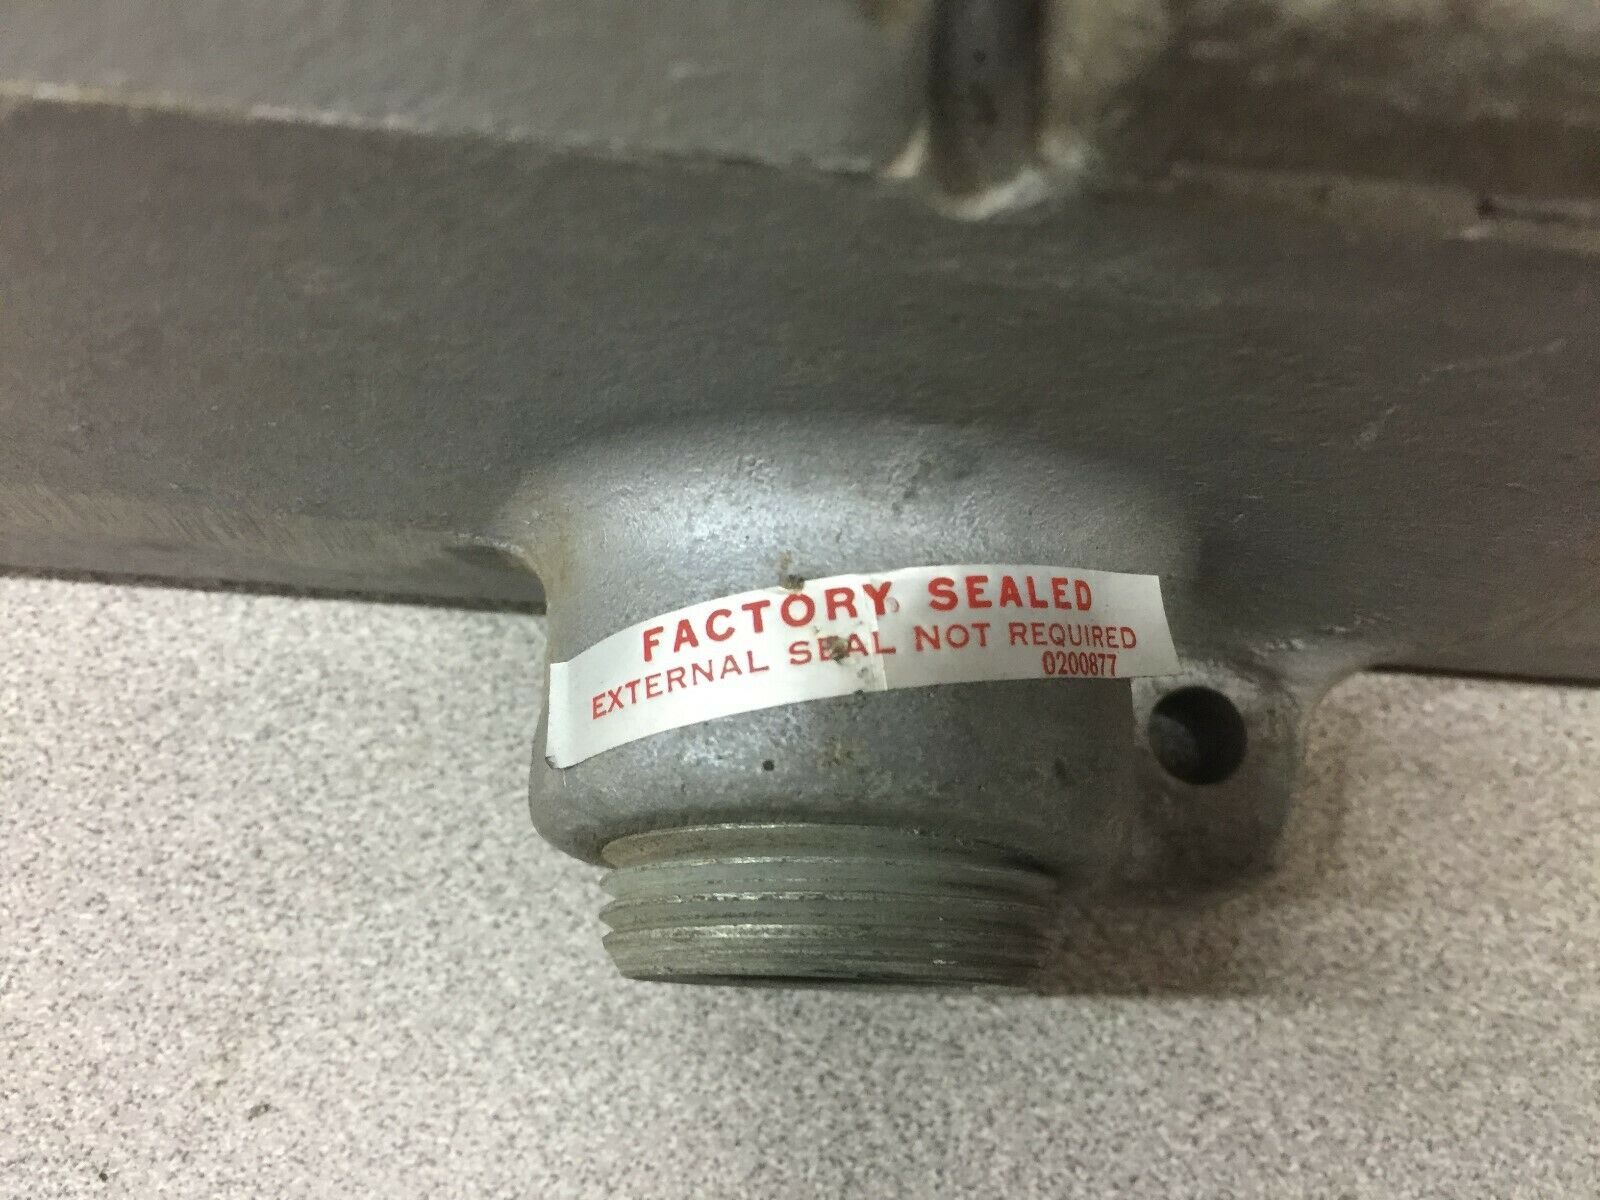 FACTORY SEALED
EXTERNAL SEAL NOT REQUIRED
0200877